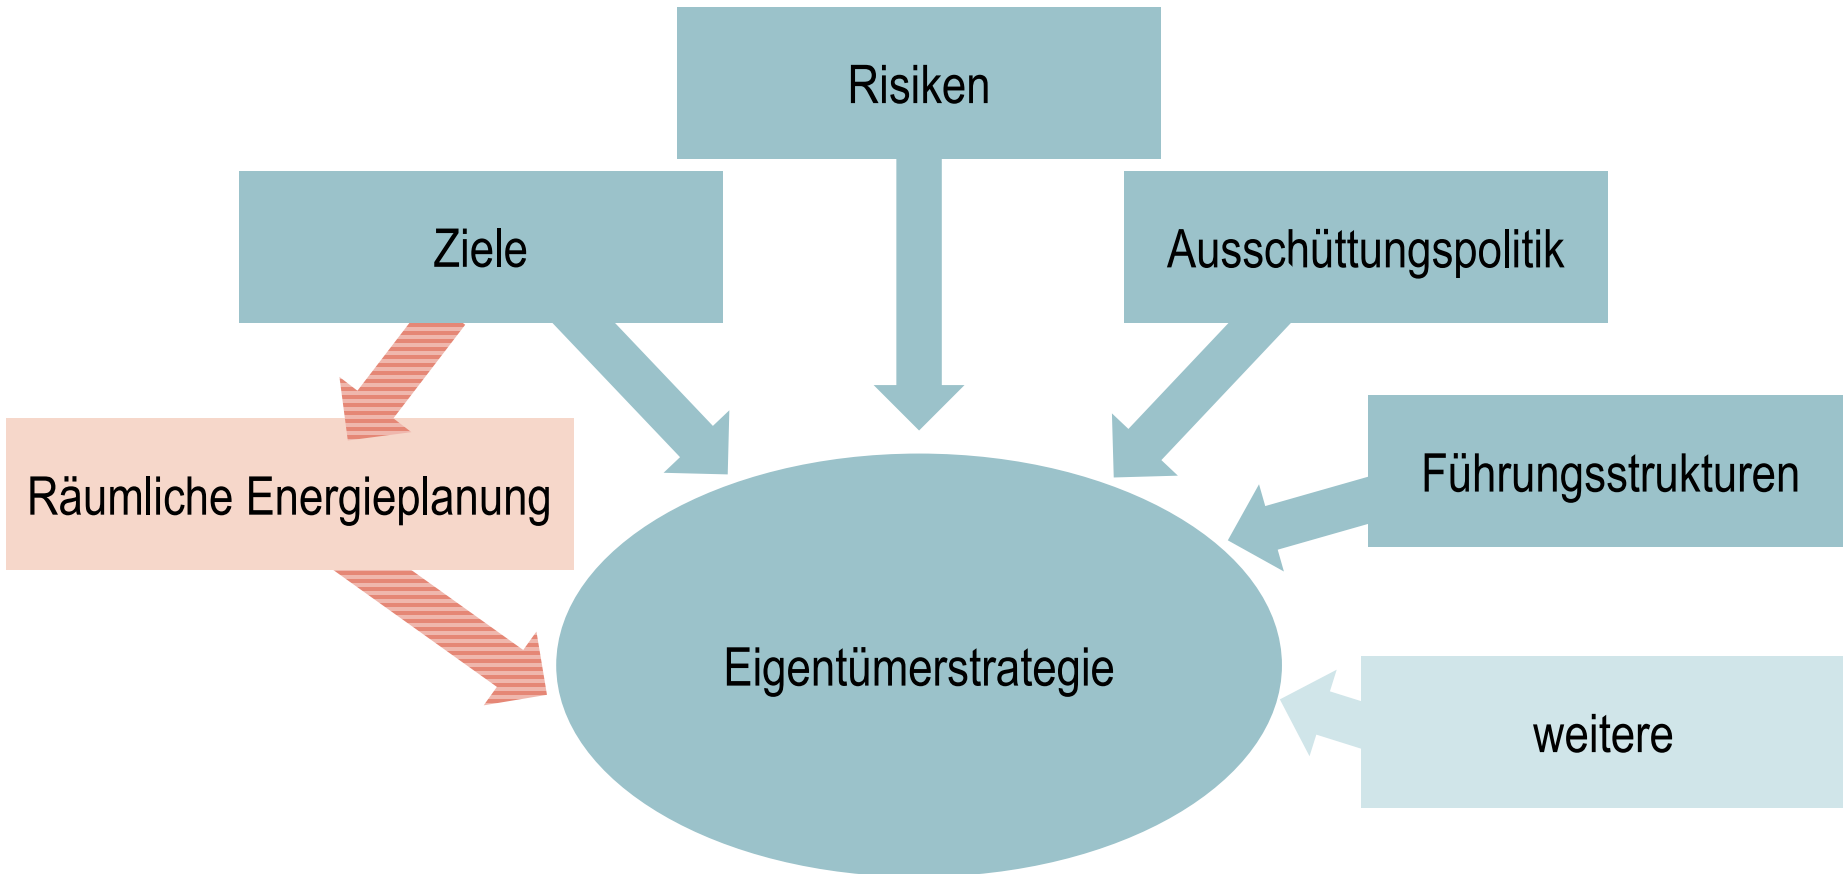 Risiken
Ziele
Ausschüttungspolitik
Führungsstrukturen
Räumliche Energieplanung
Eigentümerstrategie
weitere